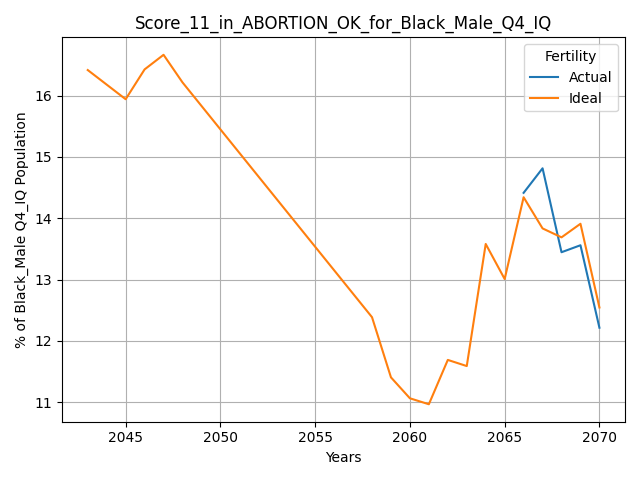 Score_11_in_ABORTION_OK_for_Black_Male_Q4_IQ
Fertility
Actual
Ideal
% of Black_Male Q4_IQ Population
16
15
14
13
12
11
2045
2050
2055
2060
2065
2070
Years